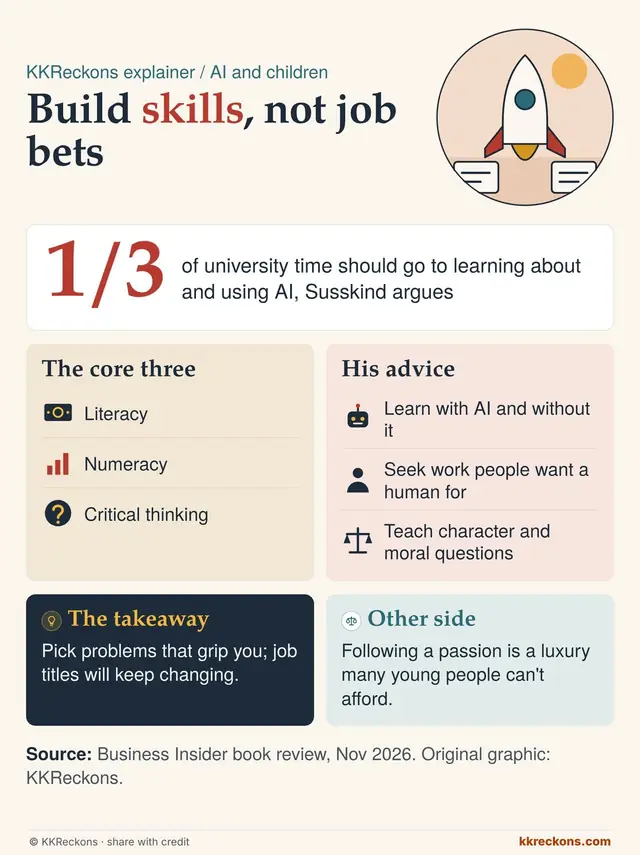 KKReckons explainer / AI and children
Build skills, not job
bets
1/3
of university time should go to learning about
and using AI, Susskind argues
The core three
Literacy
Numeracy
Critical thinking
His advice
Learn with AI and without
it
Seek work people want a
human for
Teach character and
moral questions
The takeaway
Pick problems that grip you; job
titles will keep changing.
Other side
Following a passion is a luxury
many young people can't
afford.
Source: Business Insider book review, Nov 2026. Original graphic:
KKReckons.
© KKReckons · share with credit
kkreckons.com